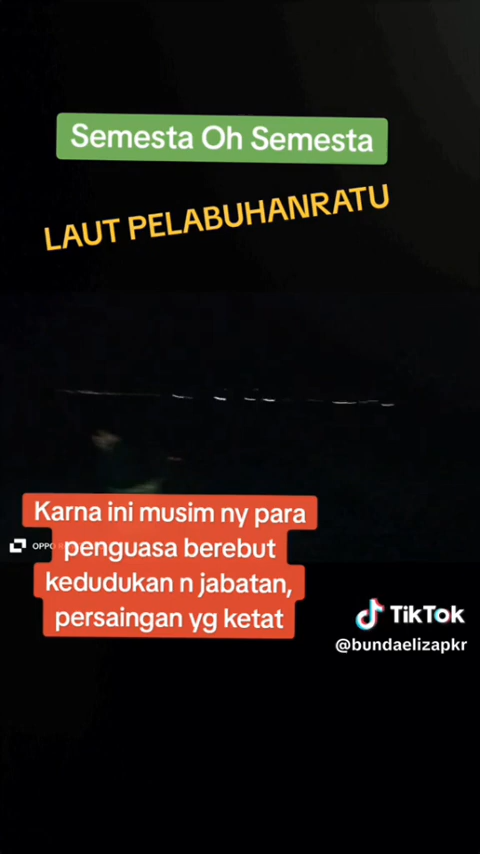 Semesta Oh Semesta
LAUT PELABUHANRATU
Karna ini musim ny para
OPPO
penguasa berebut
kedudukan n jabatan,
persaingan yg ketat
TikTok
@bundaelizapkr